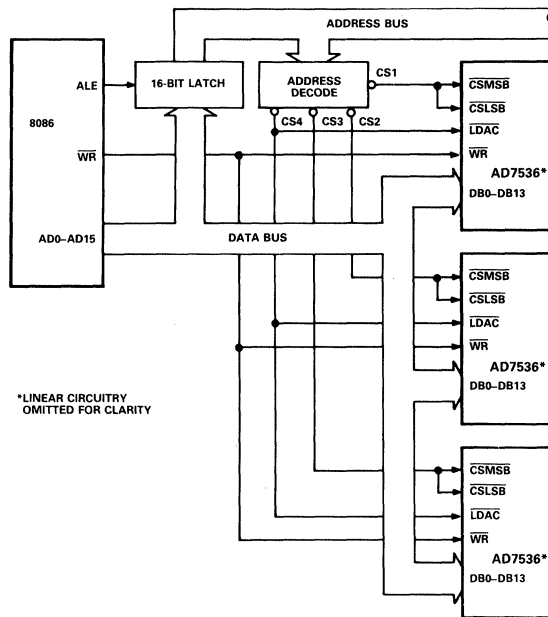 ADDRESS BUS
ALE
16-BIT LATCH
ADDRESS
DECODE
CS1
CS4
CS3
CS2
8086
WR
AD0–AD15
DATA BUS
CSMSB
CSLSB
LDAC
WR
AD7536*
DB0–DB13
CSMSB
CSLSB
LDAC
WR
AD7536*
DB0–DB13
*LINEAR CIRCUITRY
OMITTED FOR CLARITY
CSMSB
CSLSB
LDAC
WR
AD7536*
DB0–DB13